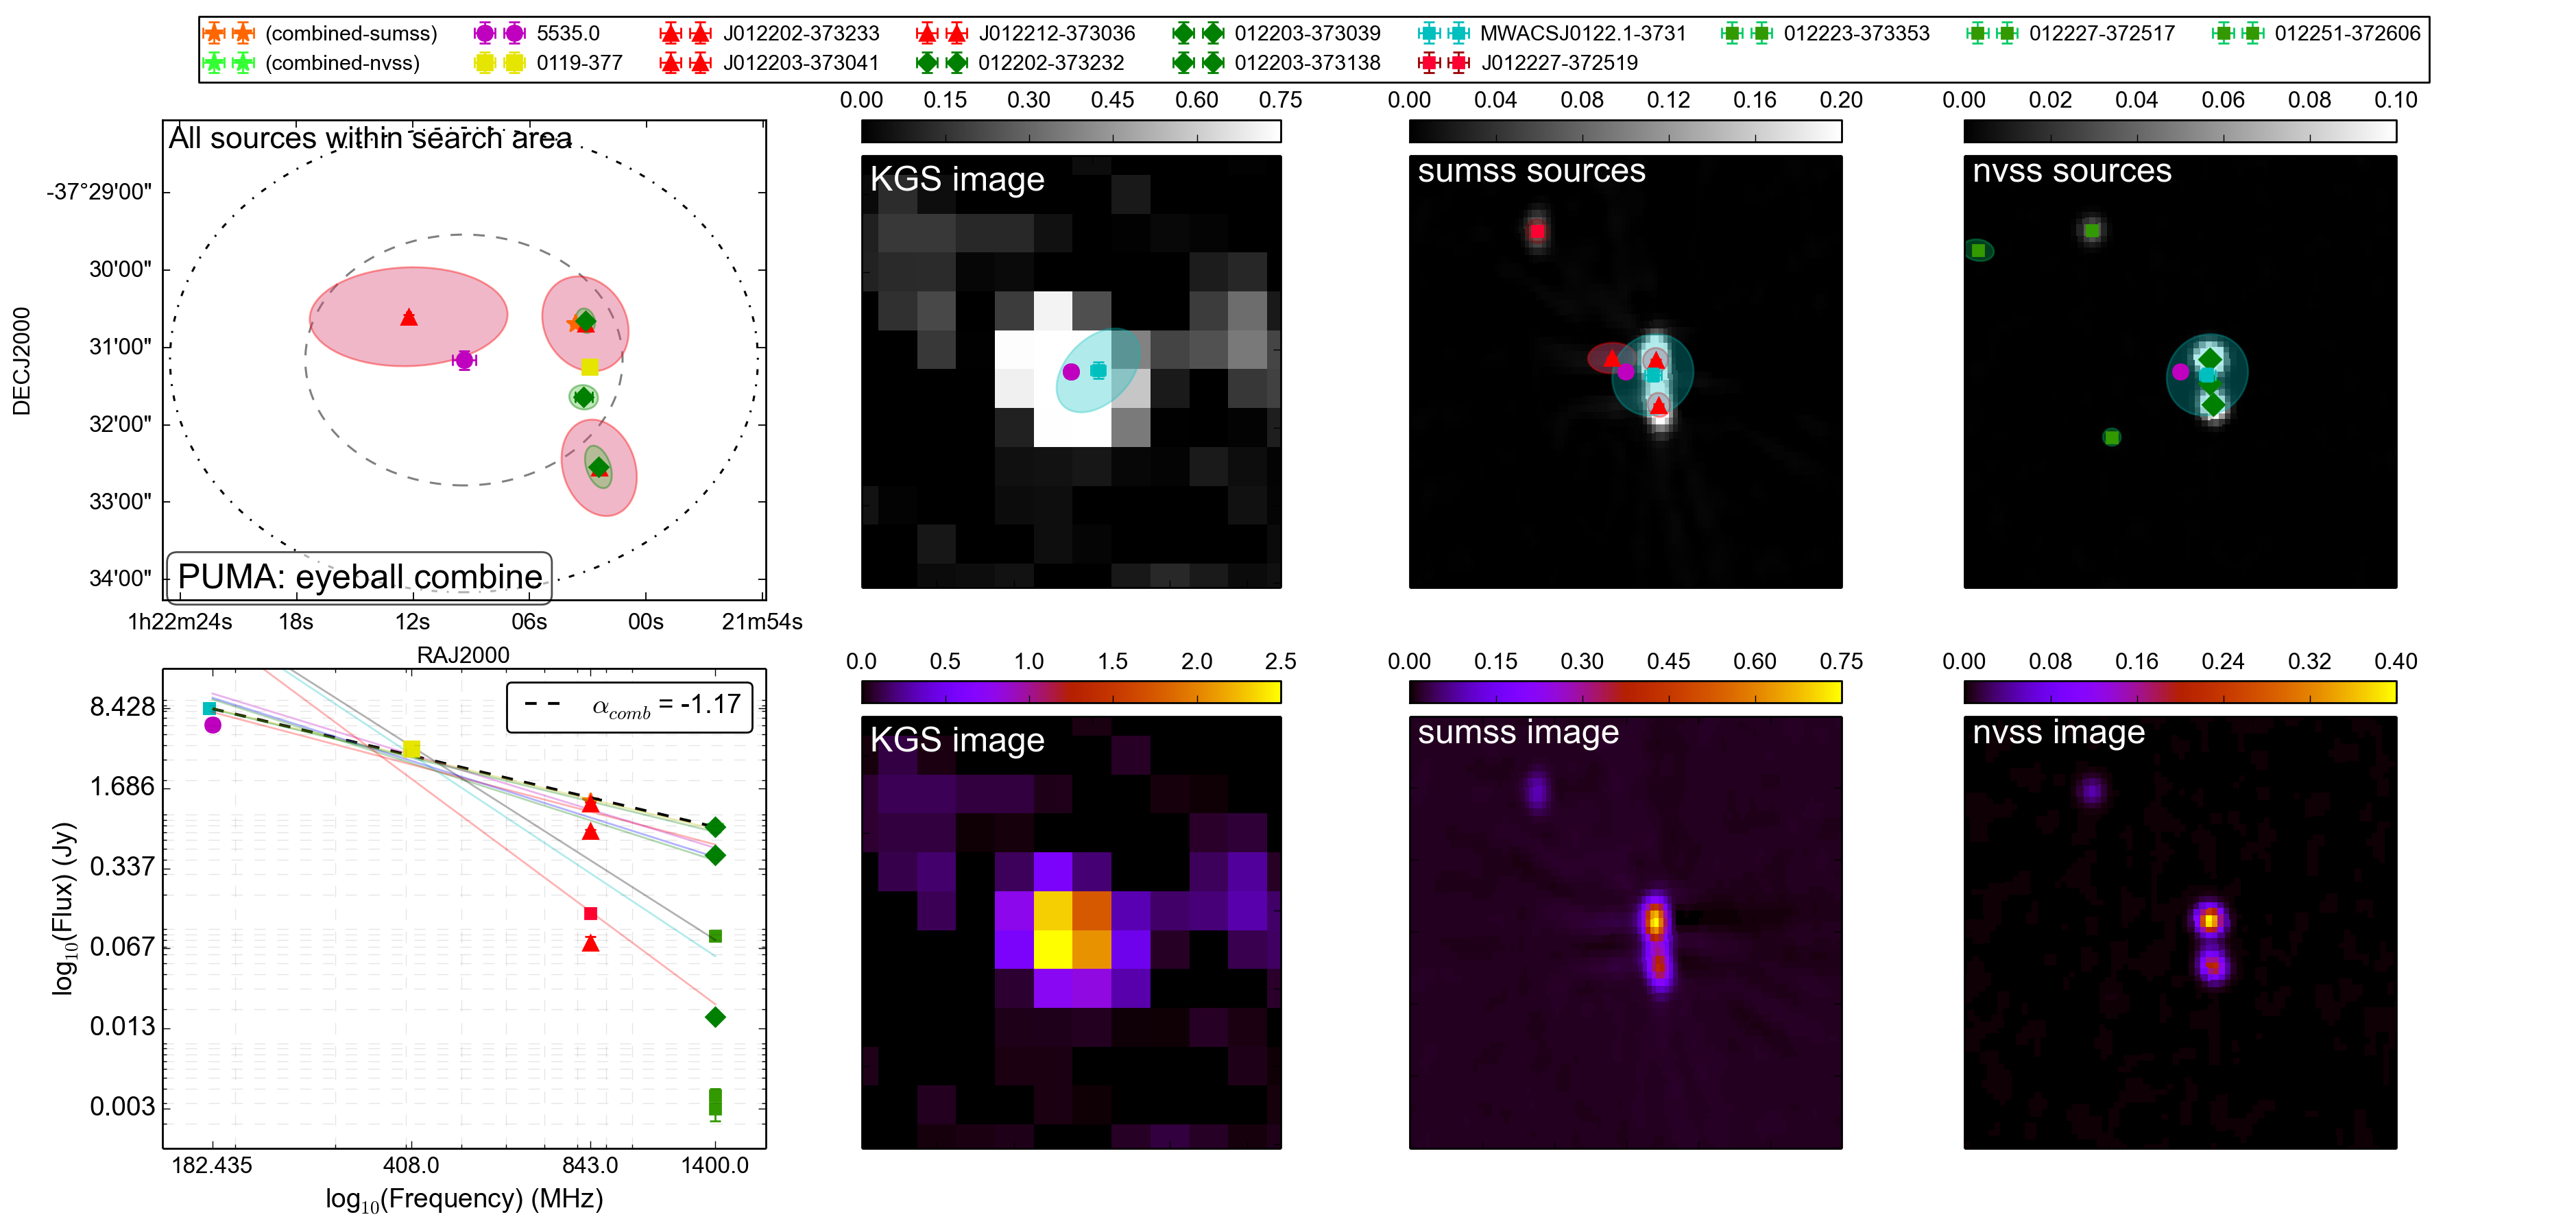 (combined-sumss) 5535.0 J012202-373233 J012212-373036 012203-373039 MWACSJ0122.1-3731 012223-373353 012227-372517 012251-372606
(combined-nvss) 0119-377 J012203-373041 012202-373232 012203-373138 J012227-372519
0.00 0.15 0.30 0.45 0.60 0.75
0.00 0.04 0.08 0.12 0.16 0.20
0.00 0.02 0.04 0.06 0.08 0.10
All sources within search area
KGS image
sumss sources
nvss sources
DECJ2000
-37°29'00"
30'00"
31'00"
32'00"
33'00"
34'00"
PUMA: eyeball combine
1h22m24s 18s 12s 06s 00s 21m54s
RAJ2000
0.0 0.5 1.0 1.5 2.0 2.5
0.00 0.15 0.30 0.45 0.60 0.75
0.00 0.08 0.16 0.24 0.32 0.40
α_comb = -1.17
KGS image
sumss image
nvss image
log10(Flux) (Jy)
8.428
1.686
0.337
0.067
0.013
0.003
182.435 408.0 843.0 1400.0
log10(Frequency) (MHz)